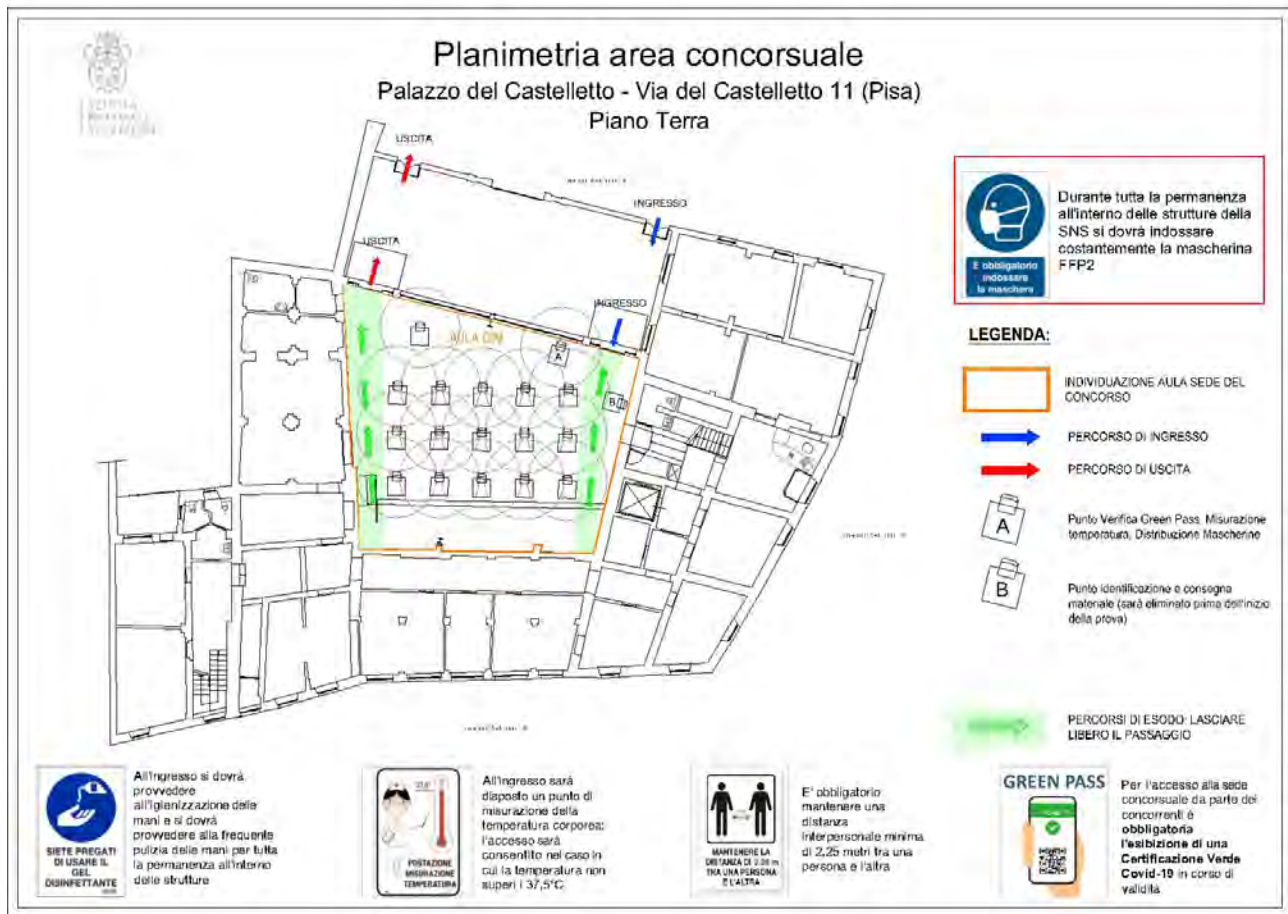 Planimetria area concorsuale
Palazzo del Castelletto - Via del Castelletto 11 (Pisa)
Piano Terra
USCITA
INGRESSO
USCITA
INGRESSO
AULA DINI
A
B
Durante tutta la permanenza
all'interno delle strutture della
SNS si dovrà indossare
costantemente la mascherina
FFP2
È obbligatorio
indossare
la maschera
LEGENDA:
INDIVIDUAZIONE AULA SEDE DEL
CONCORSO
PERCORSO DI INGRESSO
PERCORSO DI USCITA
A
Punto Verifica Green Pass, Misurazione
temperatura, Distribuzione Mascherine
B
Punto identificazione e consegna
materiale (sarà eliminato prima dell'inizio
della prova)
PERCORSI DI ESODO: LASCIARE
LIBERO IL PASSAGGIO
SIETE PREGATI
DI USARE IL
GEL
DISINFETTANTE
All'ingresso si dovrà
provvedere
all'igienizzazione delle
mani e si dovrà
provvedere alla frequente
pulizia delle mani per tutta
la permanenza all'interno
delle strutture
POSTAZIONE
MISURAZIONE
TEMPERATURA
All'ingresso sarà
disposto un punto di
misurazione della
temperatura corporea;
l'accesso sarà
consentito nel caso in
cui la temperatura non
superi i 37,5°C
MANTENERE LA
DISTANZA DI
TRA UNA PERSONA
E L'ALTRA
E' obbligatorio
mantenere una
distanza
interpersonale minima
di 2,25 metri tra una
persona e l'altra
GREEN PASS
Per l'accesso alla sede
concorsuale da parte dei
concorrenti è
obbligatoria
l'esibizione di una
Certificazione Verde
Covid-19 in corso di
validità